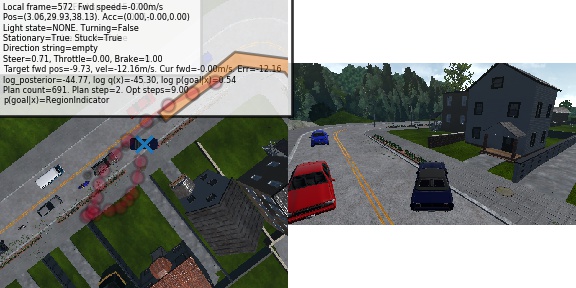 Local frame=572. Fwd speed=-0.00m/s
Pos=(3.06,29.93,38.13). Acc=(0.00,-0.00,0.00)
Light state=NONE. Turning=False
Stationary=True. Stuck=True
Direction string=empty
Steer=0.71, Throttle=0.00, Brake=1.00
Target fwd pos=-9.73, vel=-12.16m/s. Cur fwd=-0.00m/s. Err=-12.16
log_posterior=-44.77, log q(x)=-45.30, log p(goal|x)=0.54
Plan count=691. Plan step=2. Opt steps=9.00
p(goal|x)=RegionIndicator